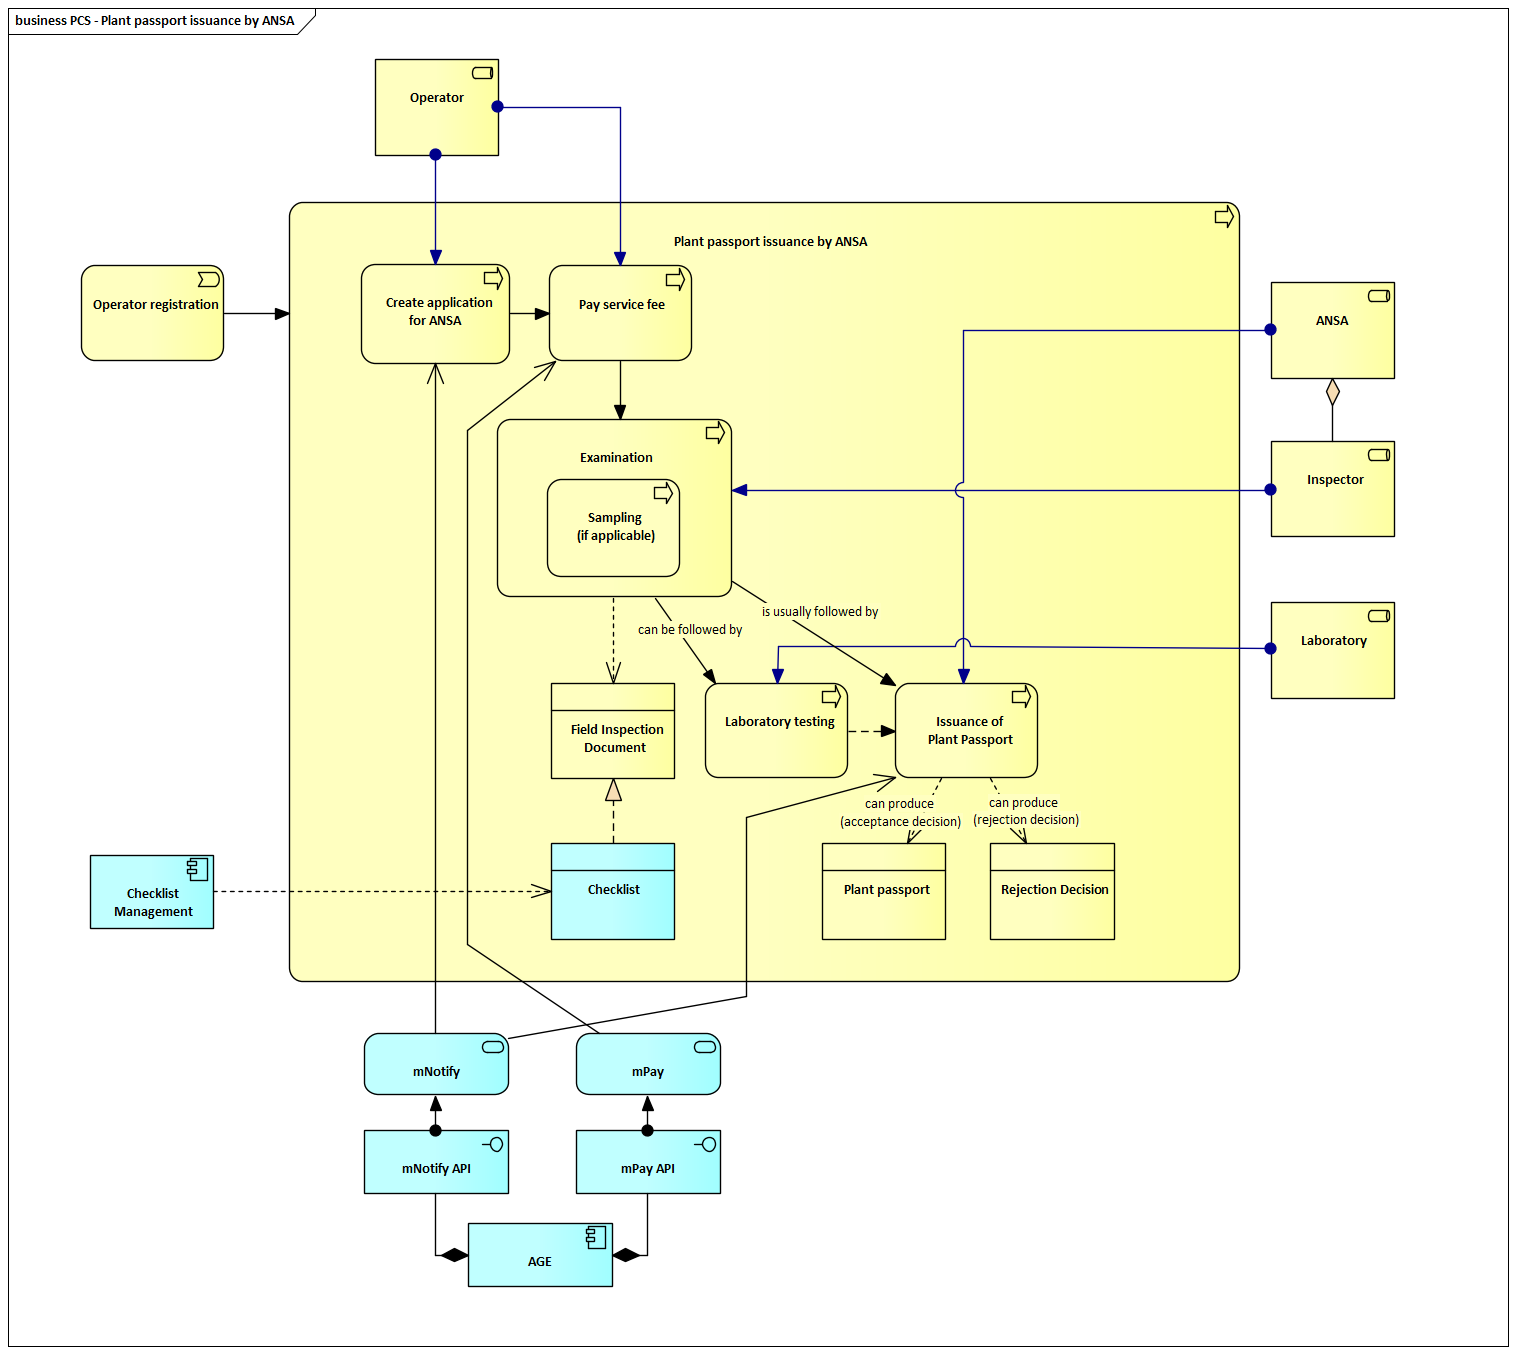 business PCS - Plant passport issuance by ANSA
Operator
Plant passport issuance by ANSA
Operator registration
Create application
for ANSA
Pay service fee
ANSA
Examination
Inspector
Sampling
(if applicable)
is usually followed by
can be followed by
Laboratory
Field Inspection
Document
Laboratory testing
Issuance of
Plant Passport
can produce
(acceptance decision)
can produce
(rejection decision)
Checklist
Management
Checklist
Plant passport
Rejection Decision
mNotify
mPay
mNotify API
mPay API
AGE